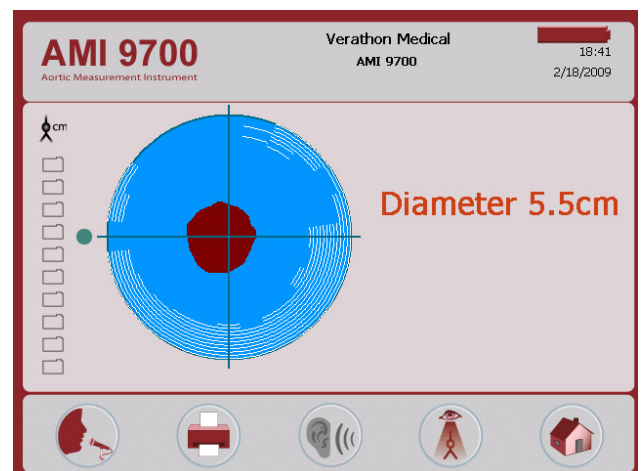 AMI 9700
Aortic Measurement Instrument
Verathon Medical
AMI 9700
18:41
2/18/2009
cm
Diameter 5.5cm